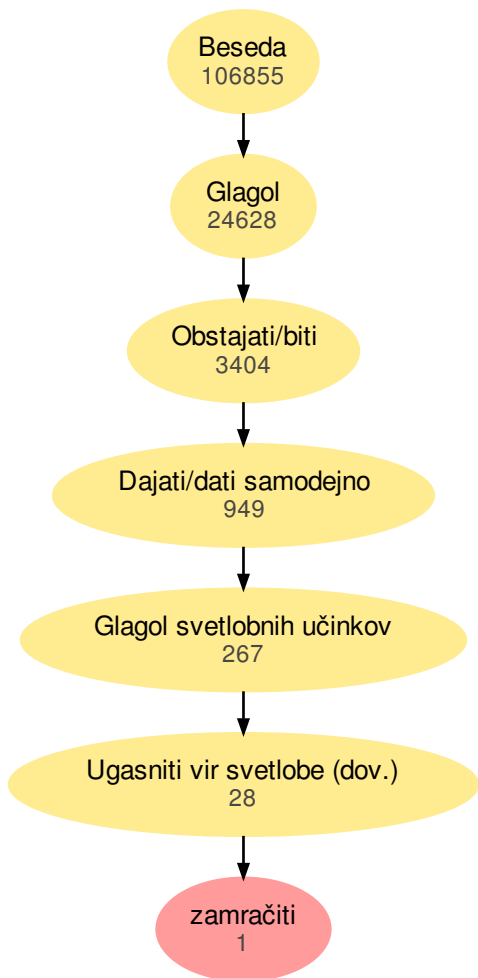 Beseda
106855
Glagol
24628
Obstajati/biti
3404
Dajati/dati samodejno
949
Glagol svetlobnih učinkov
267
Ugasniti vir svetlobe (dov.)
28
zamračiti
1